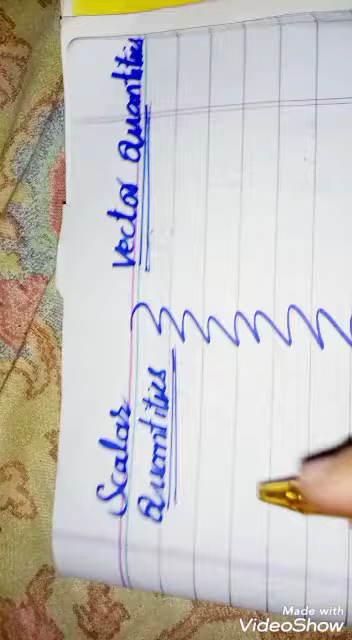 Scalar
Quantities
Vector Quantities
Made with
VideoShow